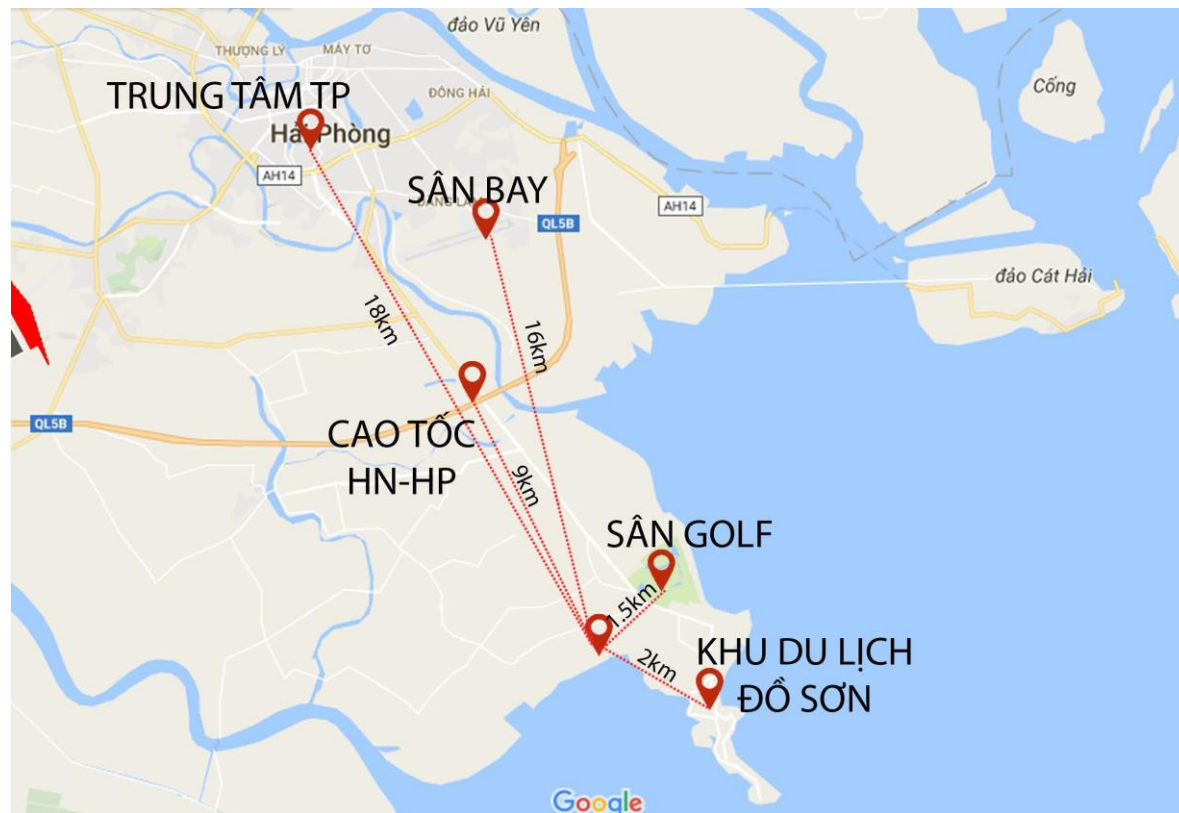 đảo Vũ Yên
THƯỢNG LÝ
MÁY TƠ
Cống
TRUNG TÂM TP
ĐÔNG HẢI
Hải Phòng
AH14
SÂN BAY
AH14
QL5B
đảo Cát Hải
18km
16km
QL5B
CAO TỐC
HN-HP
9km
SÂN GOLF
1.5km
2km
KHU DU LỊCH
ĐỒ SƠN
Google